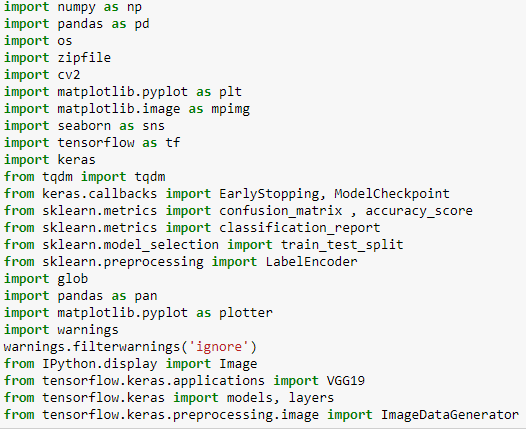 import numpy as np
import pandas as pd
import os
import zipfile
import cv2
import matplotlib.pyplot as plt
import matplotlib.image as mpimg
import seaborn as sns
import tensorflow as tf
import keras
from tqdm import tqdm
from keras.callbacks import EarlyStopping, ModelCheckpoint
from sklearn.metrics import confusion_matrix , accuracy_score
from sklearn.metrics import classification_report
from sklearn.model_selection import train_test_split
from sklearn.preprocessing import LabelEncoder
import glob
import pandas as pan
import matplotlib.pyplot as plotter
import warnings
warnings.filterwarnings('ignore')
from IPython.display import Image
from tensorflow.keras.applications import VGG19
from tensorflow.keras import models, layers
from tensorflow.keras.preprocessing.image import ImageDataGenerator